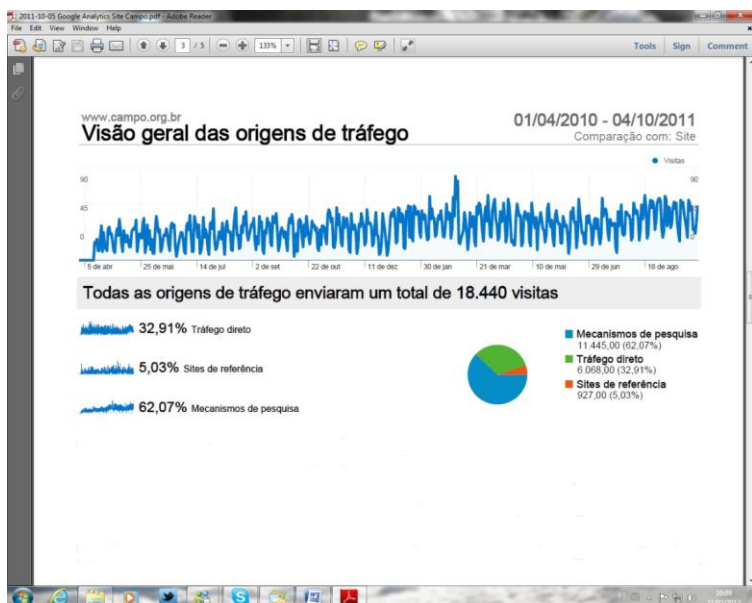 2011-10-05 Google Analytics Site Campo.pdf - Adobe Reader
File Edit View Window Help
3 / 5 133% Tools Sign Comment
www.campo.org.br
Visão geral das origens de tráfego
01/04/2010 - 04/10/2011
Comparação com: Site
Visitas
90 90
45
0 0
5 de abr 25 de mai 14 de jul 2 de set 22 de out 11 de dez 30 de jan 21 de mar 10 de mai 29 de jun 18 de ago
Todas as origens de tráfego enviaram um total de 18.440 visitas
32,91% Tráfego direto
5,03% Sites de referência
62,07% Mecanismos de pesquisa
Mecanismos de pesquisa
11.445,00 (62,07%)
Tráfego direto
6.068,00 (32,91%)
Sites de referência
927,00 (5,03%)